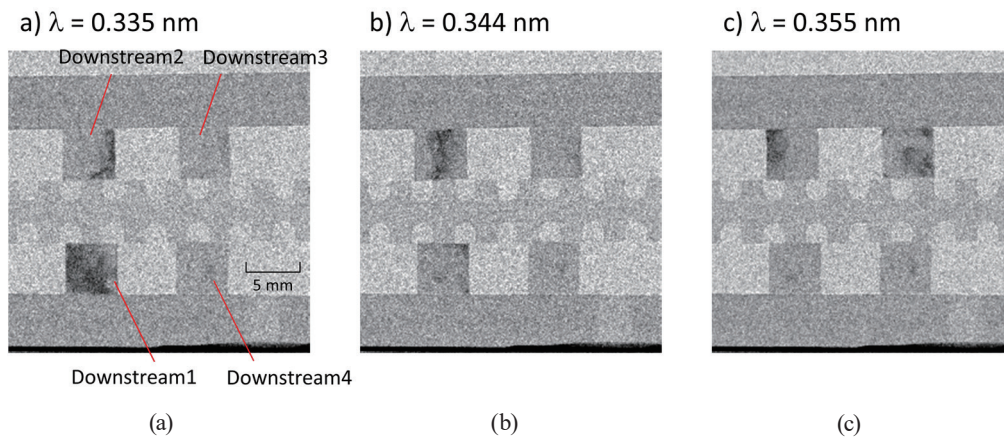 a) λ = 0.335 nm
b) λ = 0.344 nm
c) λ = 0.355 nm
Downstream2
Downstream3
5 mm
Downstream1
Downstream4
(a)
(b)
(c)